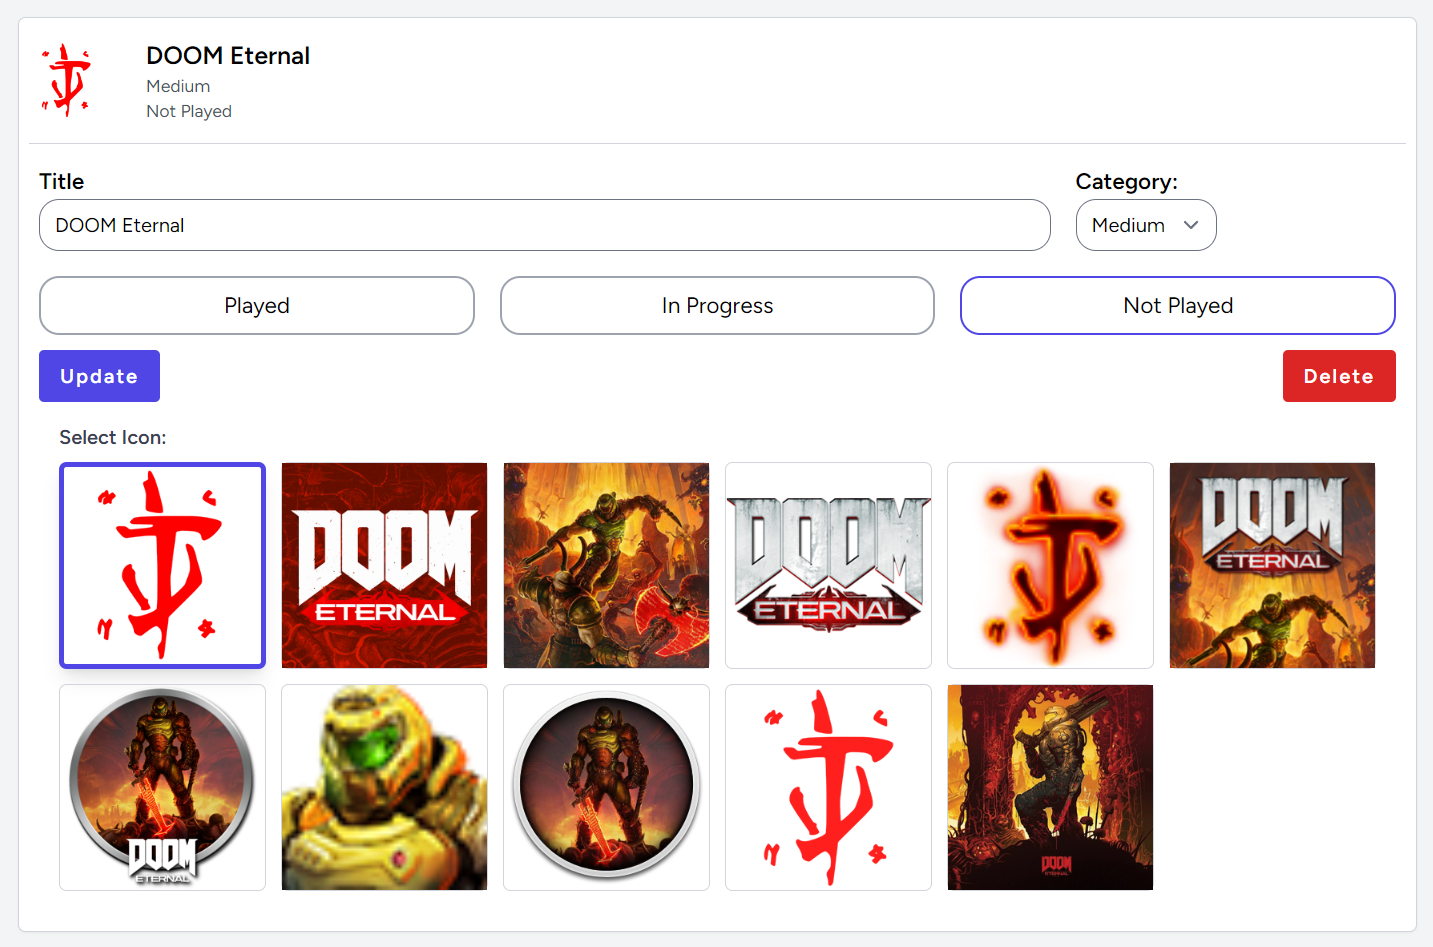 DOOM Eternal
Medium
Not Played
Title
Category:
DOOM Eternal
Medium
Played
In Progress
Not Played
Update
Delete
Select Icon:
DOOM
ETERNAL
DOOM
ETERNAL
DOOM
ETERNAL
DOOM
ETERNAL
DOOM
ETERNAL